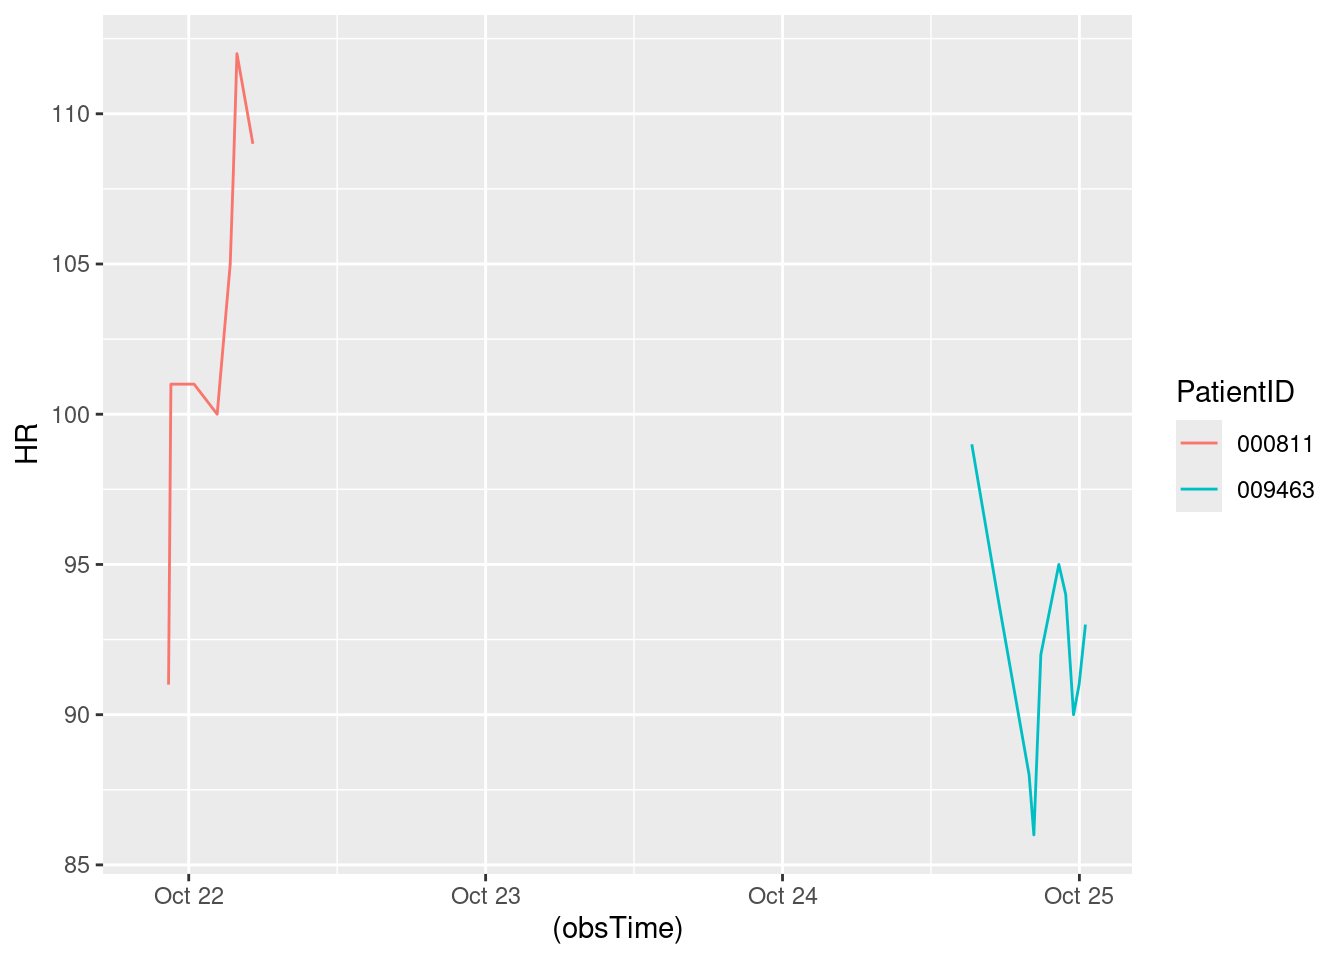 110
105
100
95
90
85
HR
Oct 22
Oct 23
Oct 24
Oct 25
(obsTime)
PatientID
000811
009463